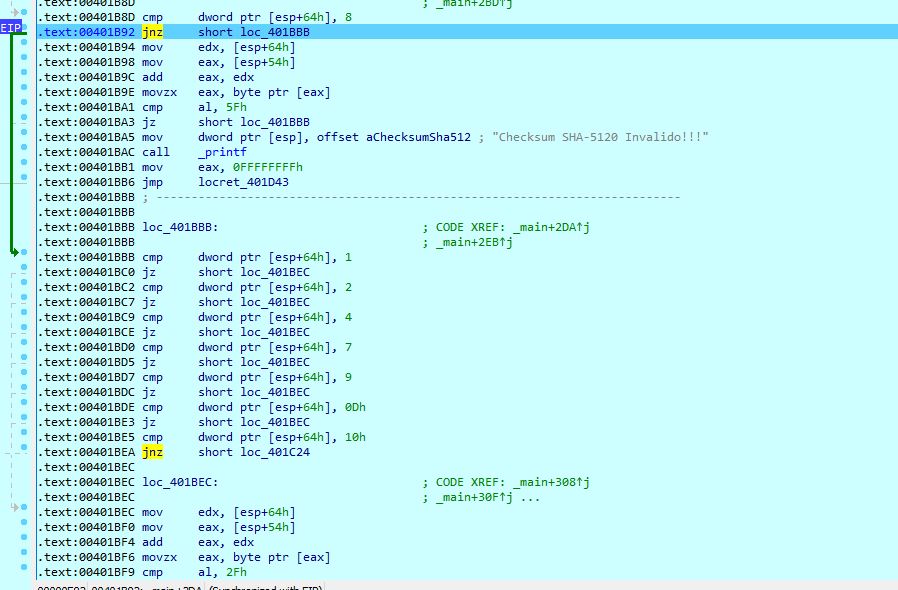 .text:00401B8D ; _main+2BD↑j
.text:00401B8D cmp dword ptr [esp+64h], 8
EIP .text:00401B92 jnz short loc_401BBB
.text:00401B94 mov edx, [esp+64h]
.text:00401B98 mov eax, [esp+54h]
.text:00401B9C add eax, edx
.text:00401B9E movzx eax, byte ptr [eax]
.text:00401BA1 cmp al, 5Fh
.text:00401BA3 jz short loc_401BBB
.text:00401BA5 mov dword ptr [esp], offset aChecksumSha512 ; "Checksum SHA-5120 Invalido!!!"
.text:00401BAC call _printf
.text:00401BB1 mov eax, 0FFFFFFFFh
.text:00401BB6 jmp locret_401D43
.text:00401BBB ; ---------------------------------------------------------------------------
.text:00401BBB
.text:00401BBB loc_401BBB: ; CODE XREF: _main+2DA↑j
.text:00401BBB ; _main+2EB↑j
.text:00401BBB cmp dword ptr [esp+64h], 1
.text:00401BC0 jz short loc_401BEC
.text:00401BC2 cmp dword ptr [esp+64h], 2
.text:00401BC7 jz short loc_401BEC
.text:00401BC9 cmp dword ptr [esp+64h], 4
.text:00401BCE jz short loc_401BEC
.text:00401BD0 cmp dword ptr [esp+64h], 7
.text:00401BD5 jz short loc_401BEC
.text:00401BD7 cmp dword ptr [esp+64h], 9
.text:00401BDC jz short loc_401BEC
.text:00401BDE cmp dword ptr [esp+64h], 0Dh
.text:00401BE3 jz short loc_401BEC
.text:00401BE5 cmp dword ptr [esp+64h], 10h
.text:00401BEA jnz short loc_401C24
.text:00401BEC
.text:00401BEC loc_401BEC: ; CODE XREF: _main+308↑j
.text:00401BEC ; _main+30F↑j ...
.text:00401BEC mov edx, [esp+64h]
.text:00401BF0 mov eax, [esp+54h]
.text:00401BF4 add eax, edx
.text:00401BF6 movzx eax, byte ptr [eax]
.text:00401BF9 cmp al, 2Fh